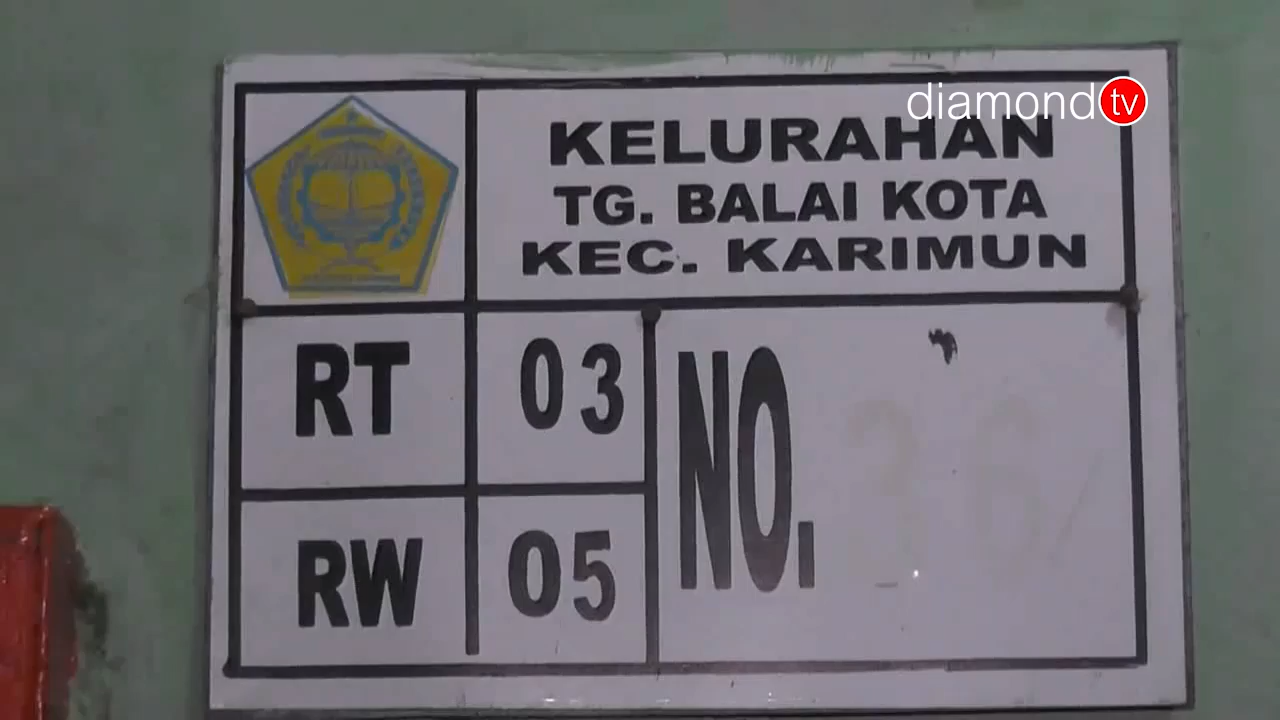 diamond tv
KELURAHAN
TG. BALAI KOTA
KEC. KARIMUN
RT 03
NO.
RW 05